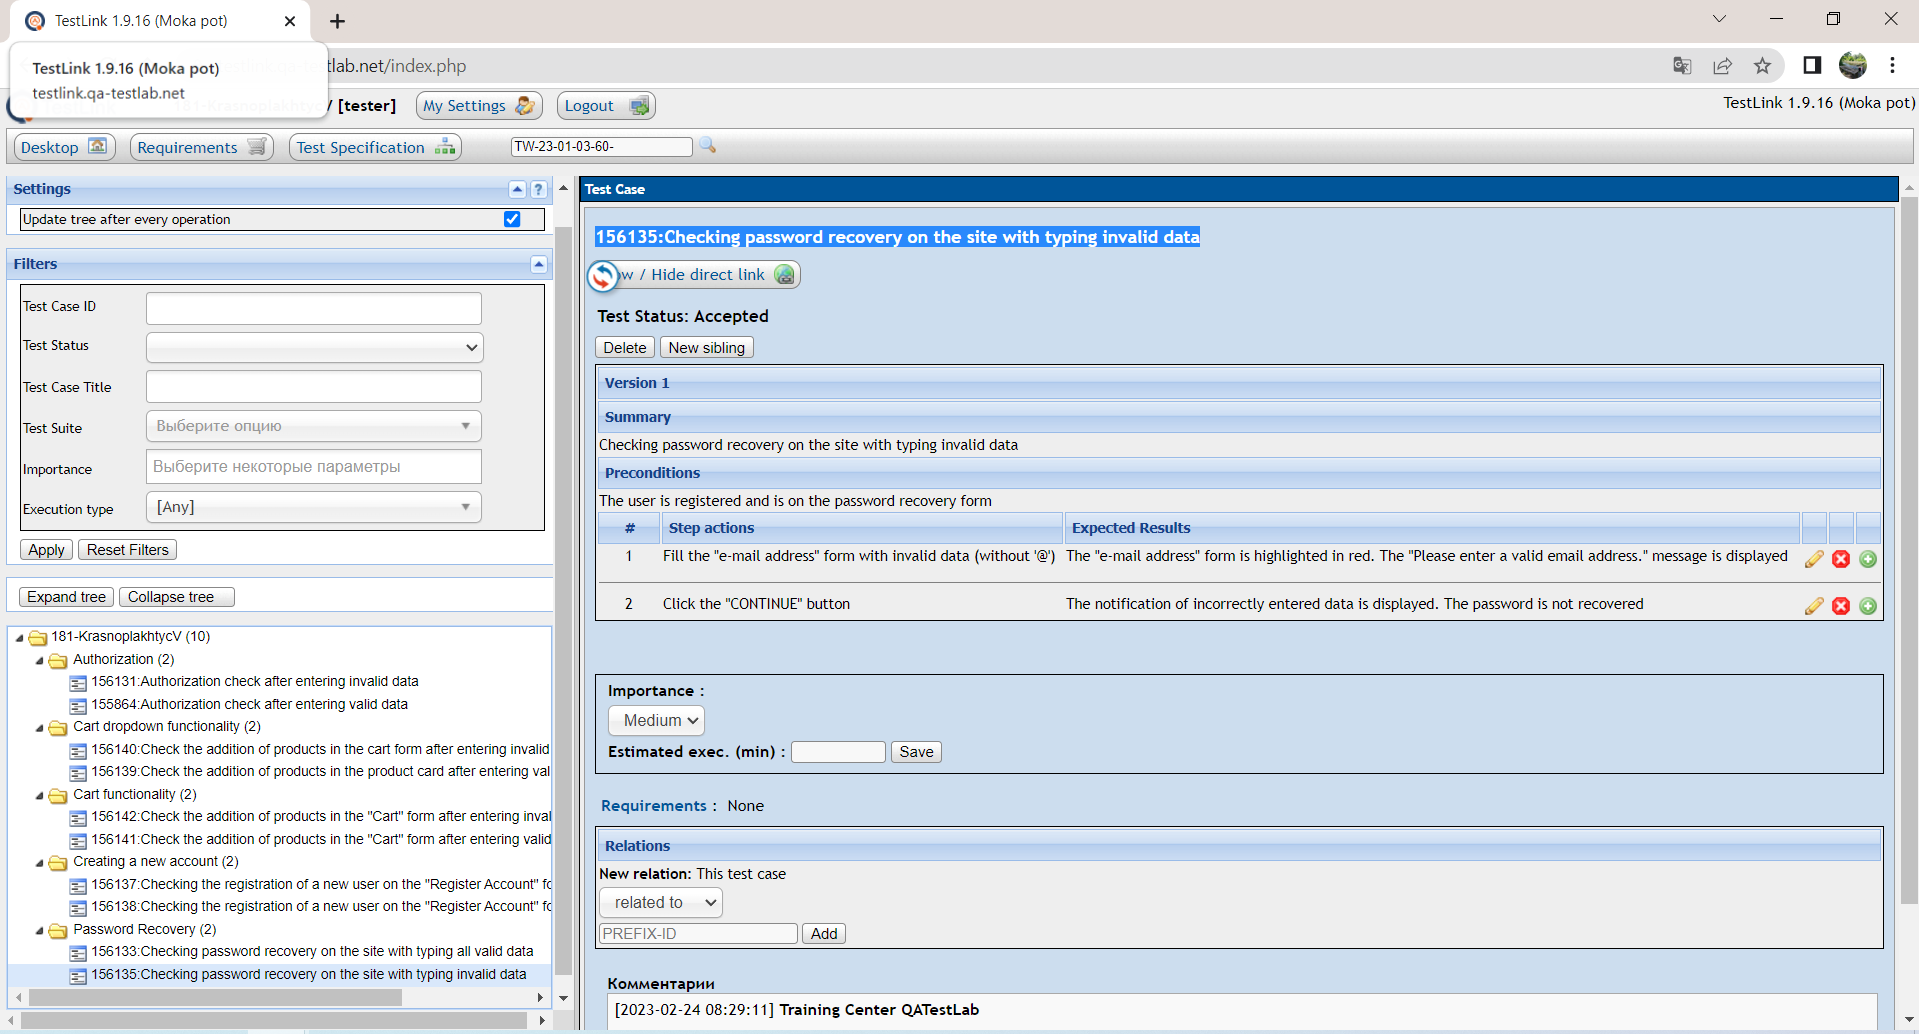 TestLink 1.9.16 (Moka pot)
TestLink 1.9.16 (Moka pot)
testlink.qa-testlab.net
tlab.net/index.php
/ [tester]
My Settings
Logout
TestLink 1.9.16 (Moka pot)
Desktop
Requirements
Test Specification
TW-23-01-03-60-
Settings
Update tree after every operation
Filters
Test Case ID
Test Status
Test Case Title
Test Suite
Выберите опцию
Importance
Выберите некоторые параметры
Execution type
[Any]
Apply
Reset Filters
Expand tree
Collapse tree
181-KrasnoplakhtycV (10)
Authorization (2)
156131:Authorization check after entering invalid data
155864:Authorization check after entering valid data
Cart dropdown functionality (2)
156140:Check the addition of products in the cart form after entering invalid
156139:Check the addition of products in the product card after entering val
Cart functionality (2)
156142:Check the addition of products in the "Cart" form after entering inval
156141:Check the addition of products in the "Cart" form after entering valid
Creating a new account (2)
156137:Checking the registration of a new user on the "Register Account" fo
156138:Checking the registration of a new user on the "Register Account" fo
Password Recovery (2)
156133:Checking password recovery on the site with typing all valid data
156135:Checking password recovery on the site with typing invalid data
Test Case
156135:Checking password recovery on the site with typing invalid data
ow / Hide direct link
Test Status: Accepted
Delete
New sibling
Version 1
Summary
Checking password recovery on the site with typing invalid data
Preconditions
The user is registered and is on the password recovery form
# Step actions Expected Results
1 Fill the "e-mail address" form with invalid data (without '@') The "e-mail address" form is highlighted in red. The "Please enter a valid email address." message is displayed
2 Click the "CONTINUE" button The notification of incorrectly entered data is displayed. The password is not recovered
Importance :
Medium
Estimated exec. (min) :
Save
Requirements : None
Relations
New relation: This test case
related to
PREFIX-ID
Add
Комментарии
[2023-02-24 08:29:11] Training Center QATestLab